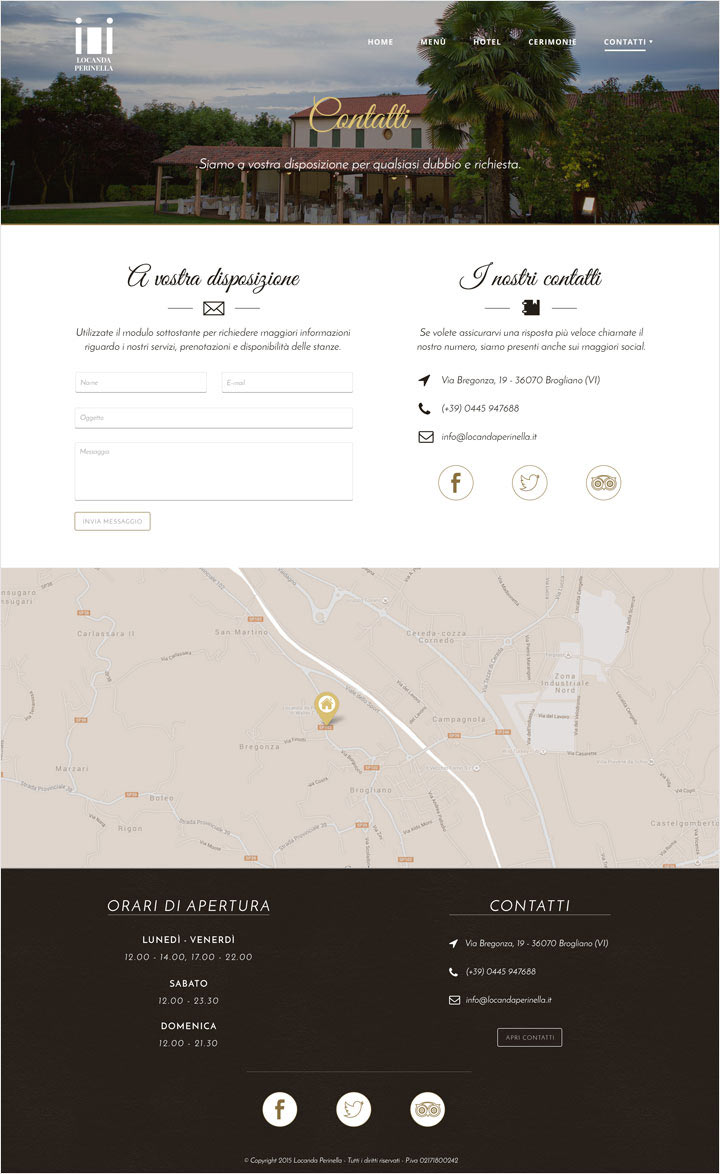 LOCANDA
PERINELLA
HOME
MENÙ
HOTEL
CERIMONIE
CONTATTI
Contatti
Siamo a vostra disposizione per qualsiasi dubbio e richiesta.
A vostra disposizione
Utilizzate il modulo sottostante per richiedere maggiori informazioni
riguardo i nostri servizi, prenotazioni e disponibilità delle stanze.
Nome
E-mail
Oggetto
Messaggio
INVIA MESSAGGIO
I nostri contatti
Se volete assicurarvi una risposta più veloce chiamate il
nostro numero, siamo presenti anche sui maggiori social.
Via Bregonza, 19 - 36070 Brogliano (VI)
(+39) 0445 947688
info@locandaperinella.it
Carlassara II
San Martino
Cereda-cozza
Cornedo
Zona
Industriale
Nord
Campagnola
Bregonza
Brogliano
Marzari
Boleo
Rigon
Castelgomberto
Strada Provinciale 38
Via Cavour
ORARI DI APERTURA
LUNEDÌ - VENERDÌ
12.00 - 14.00, 17.00 - 22.00
SABATO
12.00 - 23.30
DOMENICA
12.00 - 21.30
CONTATTI
Via Bregonza, 19 - 36070 Brogliano (VI)
(+39) 0445 947688
info@locandaperinella.it
APRI CONTATTI
© Copyright 2015 Locanda Perinella - Tutti i diritti riservati - P.iva 02171800242